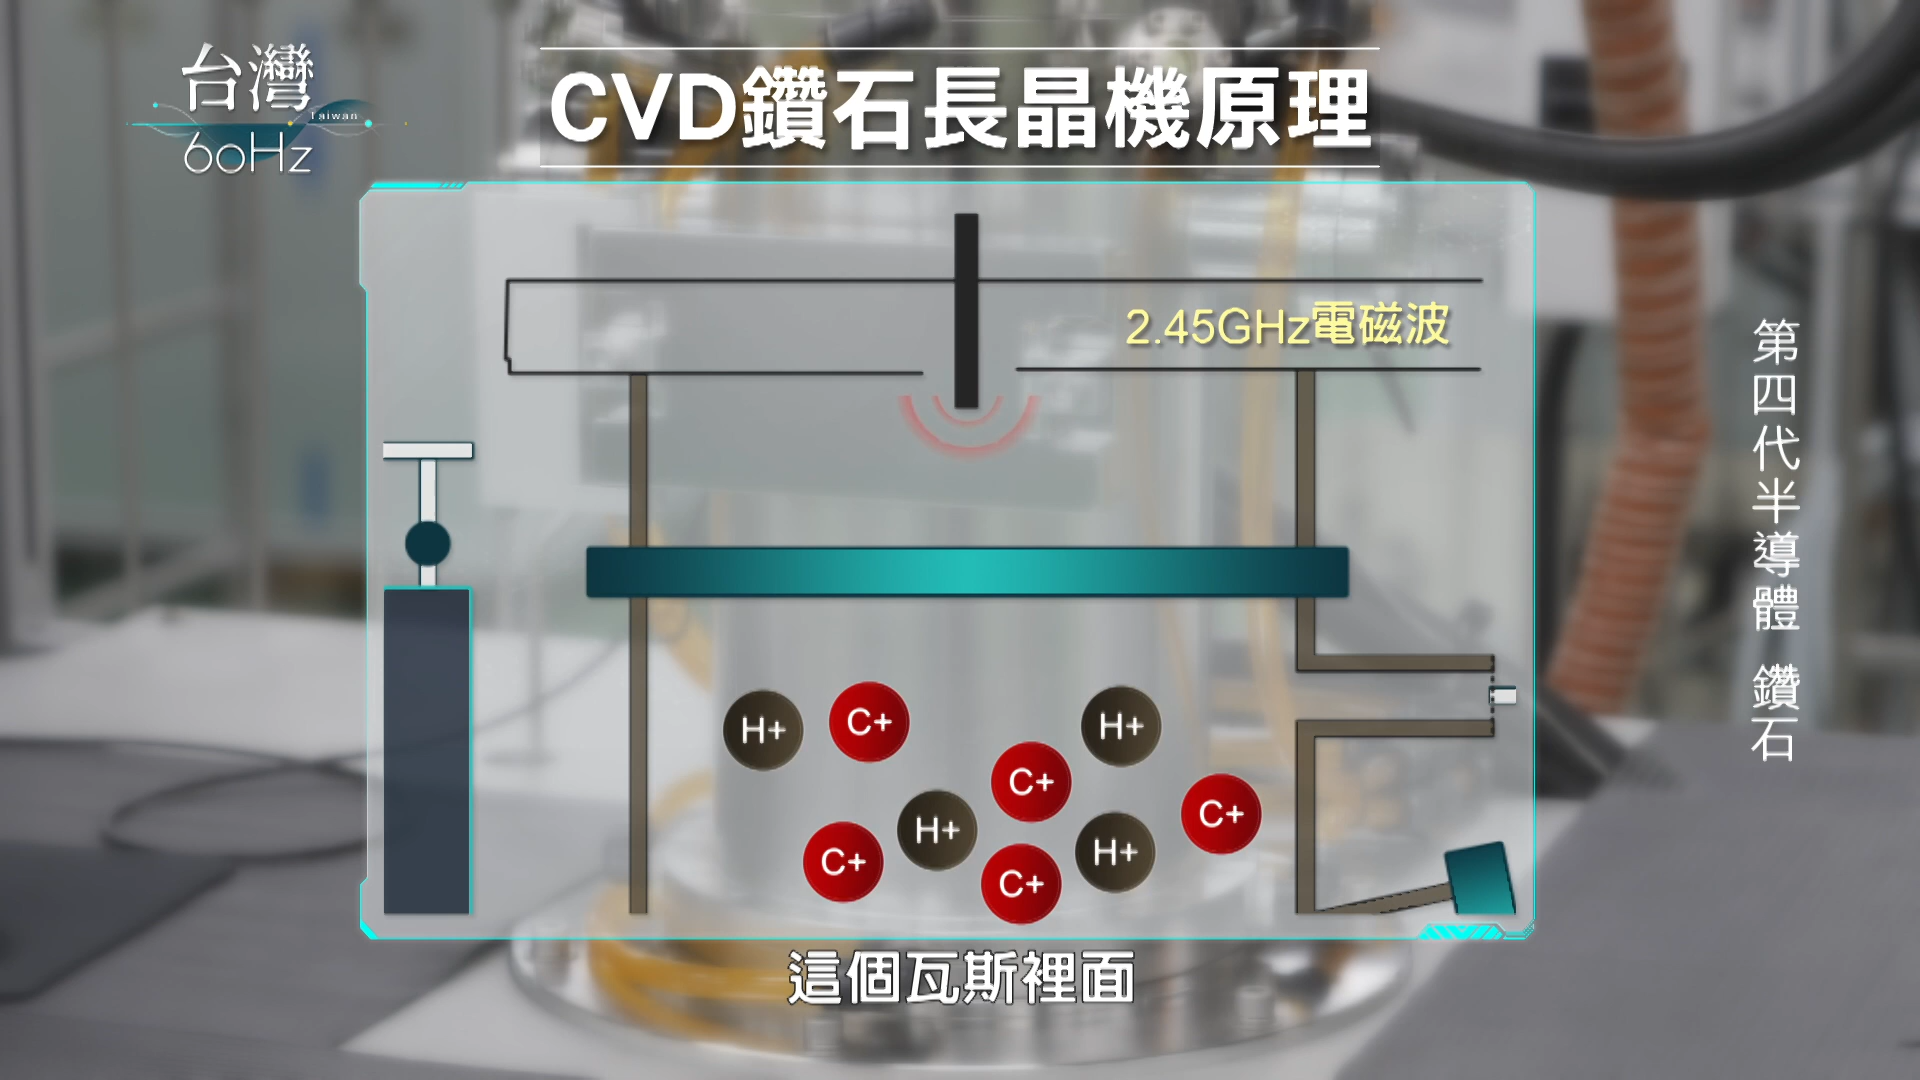 台灣
Taiwan
60Hz
CVD鑽石長晶機原理
2.45GHz電磁波
H+
C+
H+
C+
C+
H+
C+
H+
C+
第四代半導體 鑽石
這個瓦斯裡面